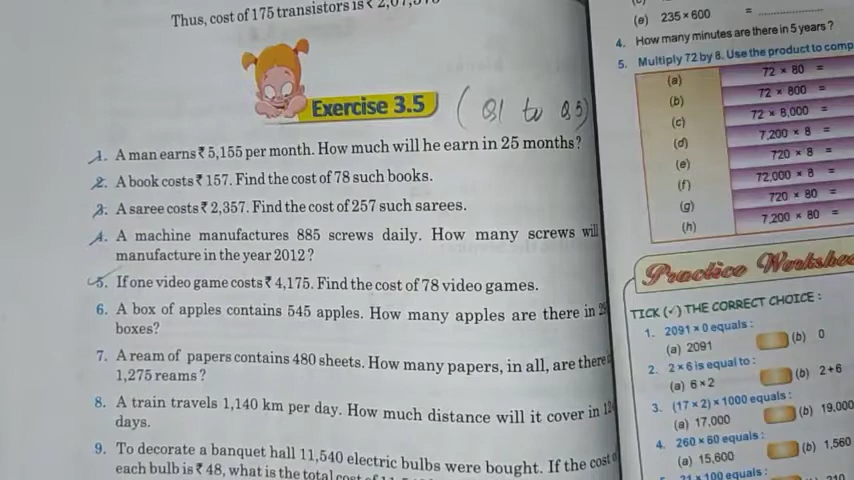 Thus, cost of 175 transistors is ₹
Exercise 3.5
(Q1 to Q5)
1. A man earns ₹ 5,155 per month. How much will he earn in 25 months?
2. A book costs ₹ 157. Find the cost of 78 such books.
3. A saree costs ₹ 2,357. Find the cost of 257 such sarees.
4. A machine manufactures 885 screws daily. How many screws will
manufacture in the year 2012?
5. If one video game costs ₹ 4,175. Find the cost of 78 video games.
6. A box of apples contains 545 apples. How many apples are there in
boxes?
7. A ream of papers contains 480 sheets. How many papers, in all, are there
1,275 reams?
8. A train travels 1,140 km per day. How much distance will it cover in
days.
9. To decorate a banquet hall 11,540 electric bulbs were bought. If the cost
each bulb is ₹ 48, what is the total cost of
(e) 235 × 600 = ..................
4. How many minutes are there in 5 years?
5. Multiply 72 by 8. Use the product to
(a) 72 × 80 =
(b) 72 × 800 =
(c) 72 × 8,000 =
(d) 7,200 × 8 =
(e) 720 × 8 =
(f) 72,000 × 8 =
(g) 720 × 80 =
(h) 7,200 × 80 =
Practice
TICK (✓) THE CORRECT CHOICE :
1. 2091 × 0 equals :
(a) 2091 (b) 0
2. 2 × 6 is equal to :
(a) 6 × 2 (b) 2 + 6
3. (17 × 2) × 1000 equals :
(a) 17,000 (b) 19,000
4. 260 × 60 equals :
(a) 15,600 (b) 1,560
21 × 100 equals :
210